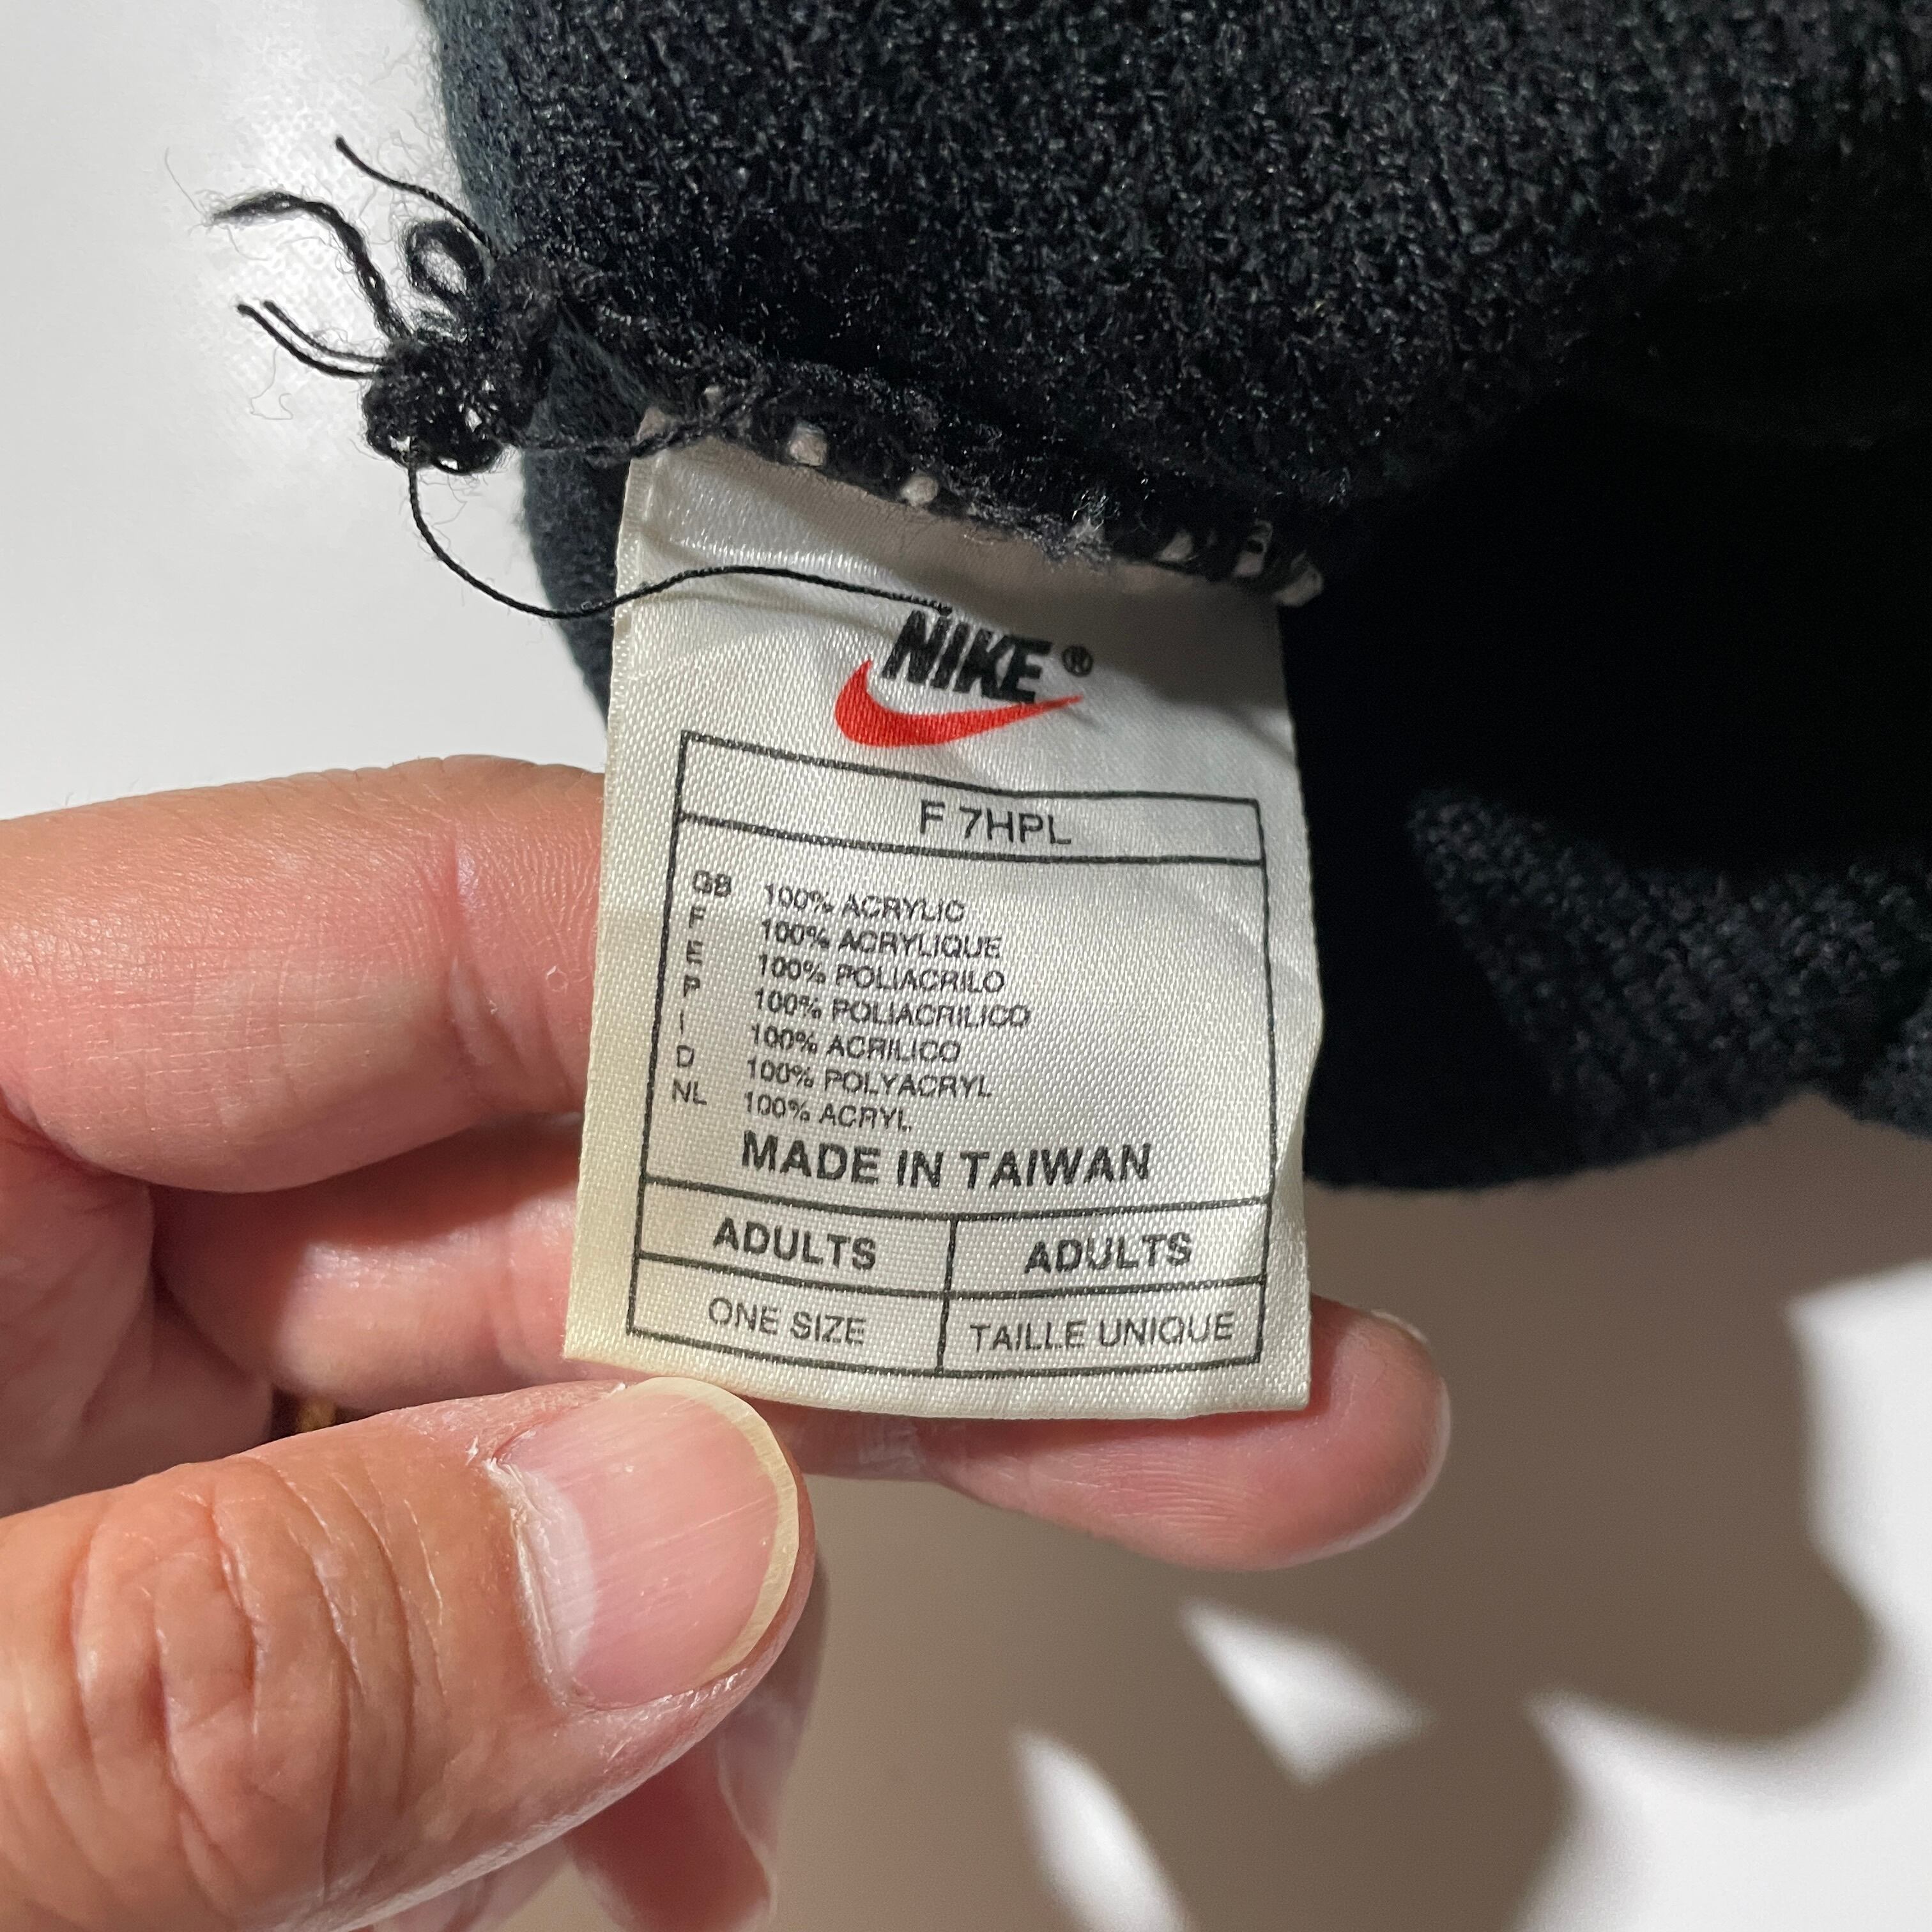 NIKE®
F 7HPL
GB 100% ACRYLIC
F 100% ACRYLIQUE
E 100% POLIACRILO
P 100% POLIACRILICO
I 100% ACRILICO
D 100% POLYACRYL
NL 100% ACRYL
MADE IN TAIWAN
ADULTS ADULTS
ONE SIZE TAILLE UNIQUE